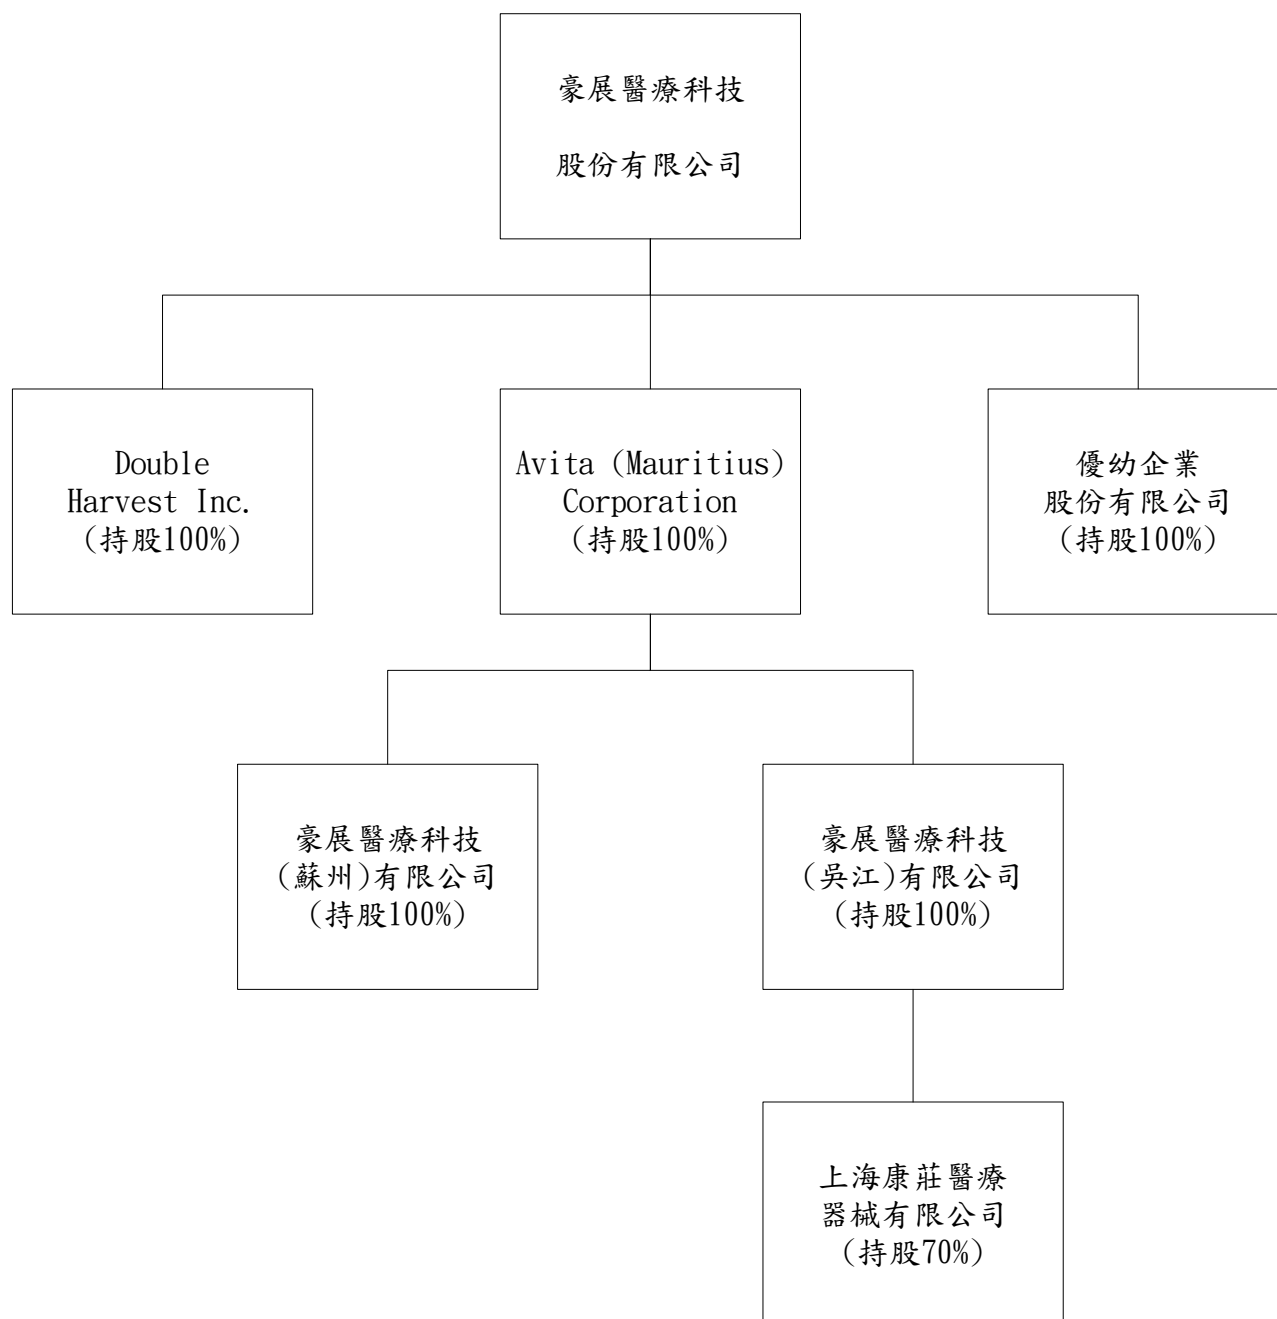 豪展醫療科技
股份有限公司
Double
Harvest Inc.
(持股100%)
Avita (Mauritius)
Corporation
(持股100%)
優幼企業
股份有限公司
(持股100%)
豪展醫療科技
(蘇州)有限公司
(持股100%)
豪展醫療科技
(吳江)有限公司
(持股100%)
上海康莊醫療
器械有限公司
(持股70%)